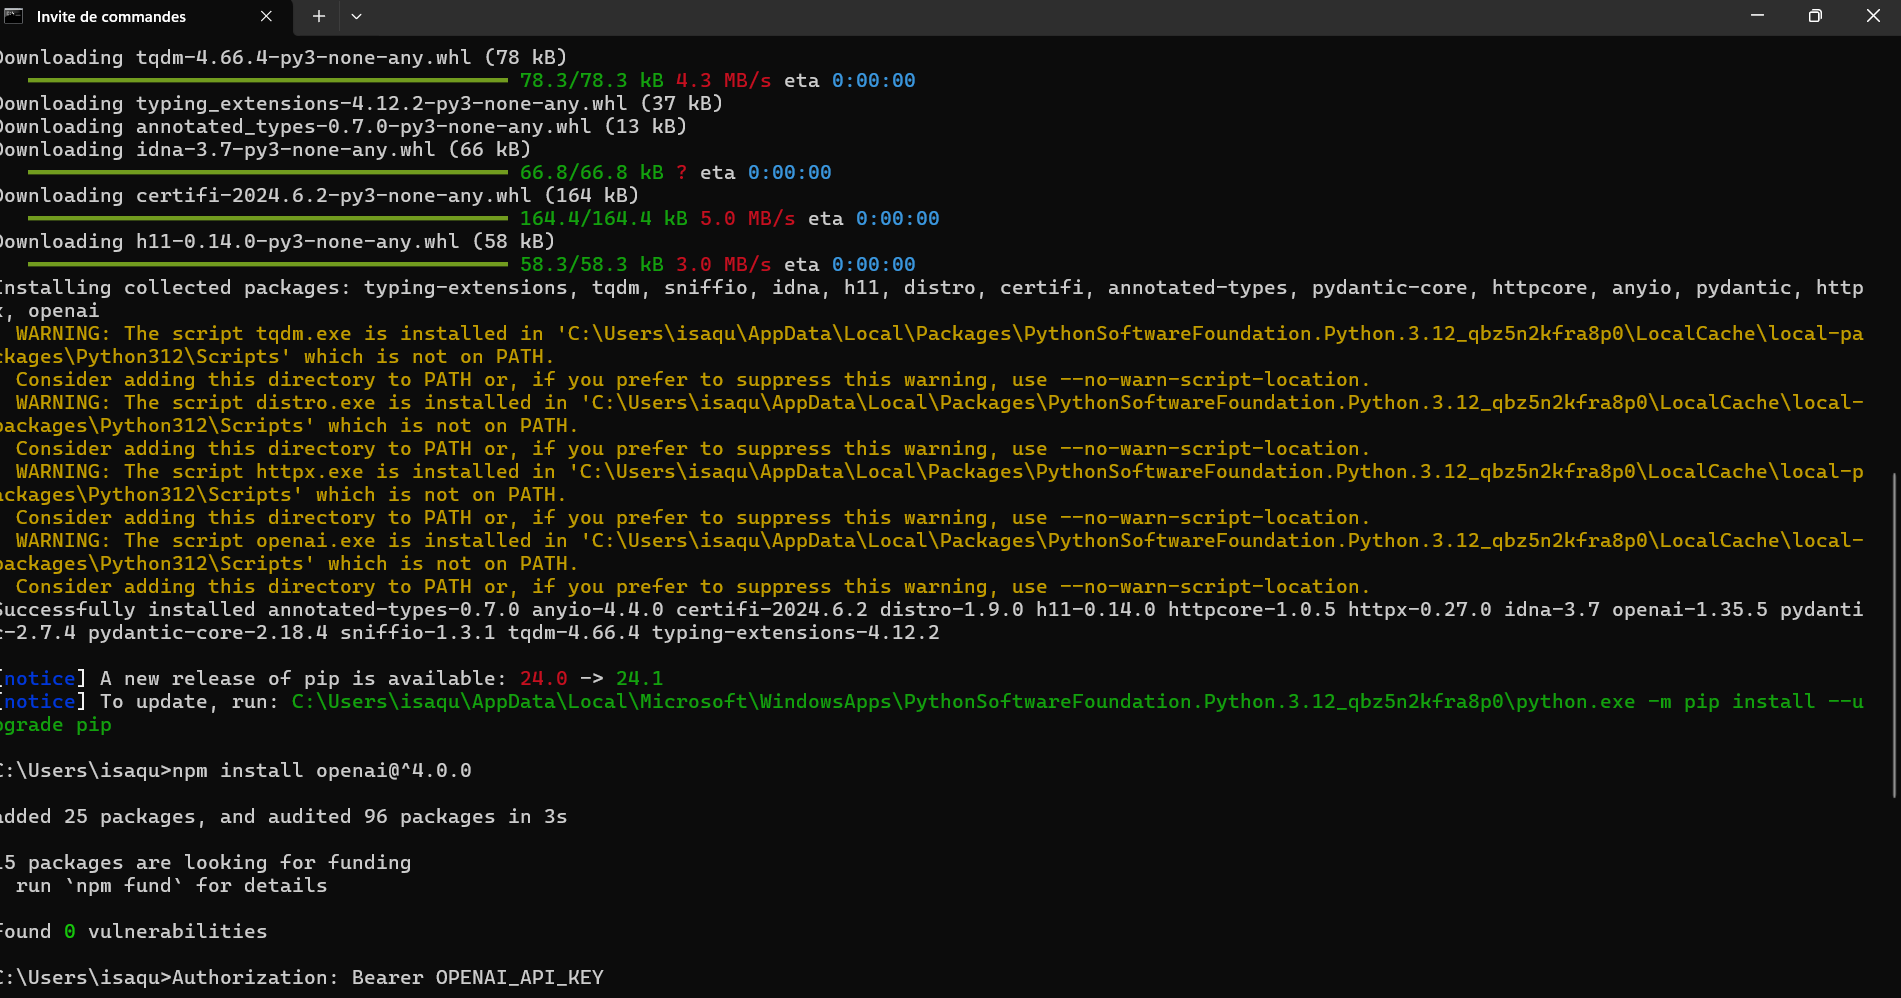 Invite de commandes
Downloading tqdm-4.66.4-py3-none-any.whl (78 kB)
78.3/78.3 kB 4.3 MB/s eta 0:00:00
Downloading typing_extensions-4.12.2-py3-none-any.whl (37 kB)
Downloading annotated_types-0.7.0-py3-none-any.whl (13 kB)
Downloading idna-3.7-py3-none-any.whl (66 kB)
66.8/66.8 kB ? eta 0:00:00
Downloading certifi-2024.6.2-py3-none-any.whl (164 kB)
164.4/164.4 kB 5.0 MB/s eta 0:00:00
Downloading h11-0.14.0-py3-none-any.whl (58 kB)
58.3/58.3 kB 3.0 MB/s eta 0:00:00
Installing collected packages: typing-extensions, tqdm, sniffio, idna, h11, distro, certifi, annotated-types, pydantic-core, httpcore, anyio, pydantic, http
x, openai
WARNING: The script tqdm.exe is installed in 'C:\Users\isaqu\AppData\Local\Packages\PythonSoftwareFoundation.Python.3.12_qbz5n2kfra8p0\LocalCache\local-pa
ckages\Python312\Scripts' which is not on PATH.
Consider adding this directory to PATH or, if you prefer to suppress this warning, use --no-warn-script-location.
WARNING: The script distro.exe is installed in 'C:\Users\isaqu\AppData\Local\Packages\PythonSoftwareFoundation.Python.3.12_qbz5n2kfra8p0\LocalCache\local-
packages\Python312\Scripts' which is not on PATH.
Consider adding this directory to PATH or, if you prefer to suppress this warning, use --no-warn-script-location.
WARNING: The script httpx.exe is installed in 'C:\Users\isaqu\AppData\Local\Packages\PythonSoftwareFoundation.Python.3.12_qbz5n2kfra8p0\LocalCache\local-p
ackages\Python312\Scripts' which is not on PATH.
Consider adding this directory to PATH or, if you prefer to suppress this warning, use --no-warn-script-location.
WARNING: The script openai.exe is installed in 'C:\Users\isaqu\AppData\Local\Packages\PythonSoftwareFoundation.Python.3.12_qbz5n2kfra8p0\LocalCache\local-
packages\Python312\Scripts' which is not on PATH.
Consider adding this directory to PATH or, if you prefer to suppress this warning, use --no-warn-script-location.
Successfully installed annotated-types-0.7.0 anyio-4.4.0 certifi-2024.6.2 distro-1.9.0 h11-0.14.0 httpcore-1.0.5 httpx-0.27.0 idna-3.7 openai-1.35.5 pydanti
c-2.7.4 pydantic-core-2.18.4 sniffio-1.3.1 tqdm-4.66.4 typing-extensions-4.12.2
[notice] A new release of pip is available: 24.0 -> 24.1
[notice] To update, run: C:\Users\isaqu\AppData\Local\Microsoft\WindowsApps\PythonSoftwareFoundation.Python.3.12_qbz5n2kfra8p0\python.exe -m pip install --u
pgrade pip
C:\Users\isaqu>npm install openai@^4.0.0
added 25 packages, and audited 96 packages in 3s
15 packages are looking for funding
run `npm fund` for details
found 0 vulnerabilities
C:\Users\isaqu>Authorization: Bearer OPENAI_API_KEY